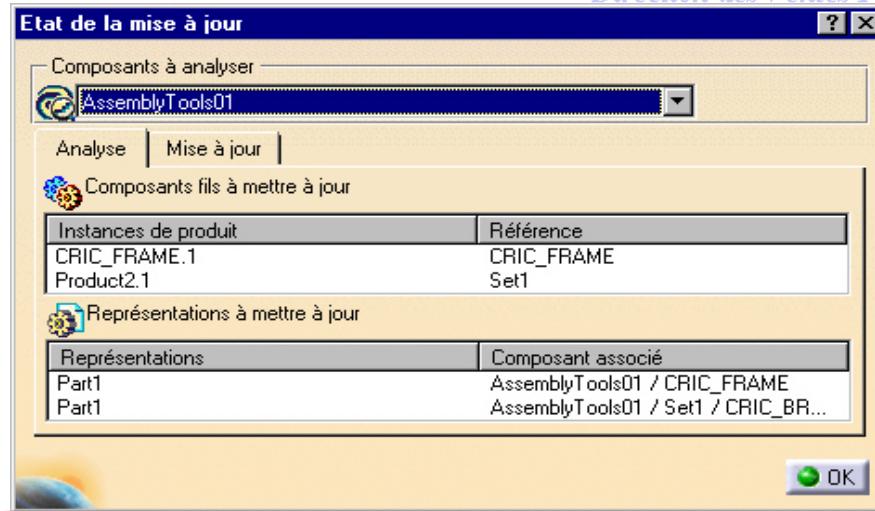 Etat de la mise à jour
Composants à analyser
AssemblyTools01
Analyse Mise à jour
Composants fils à mettre à jour
Instances de produit Référence
CRIC_FRAME.1 CRIC_FRAME
Product2.1 Set1
Représentations à mettre à jour
Représentations Composant associé
Part1 AssemblyTools01 / CRIC_FRAME
Part1 AssemblyTools01 / Set1 / CRIC_BR...
OK